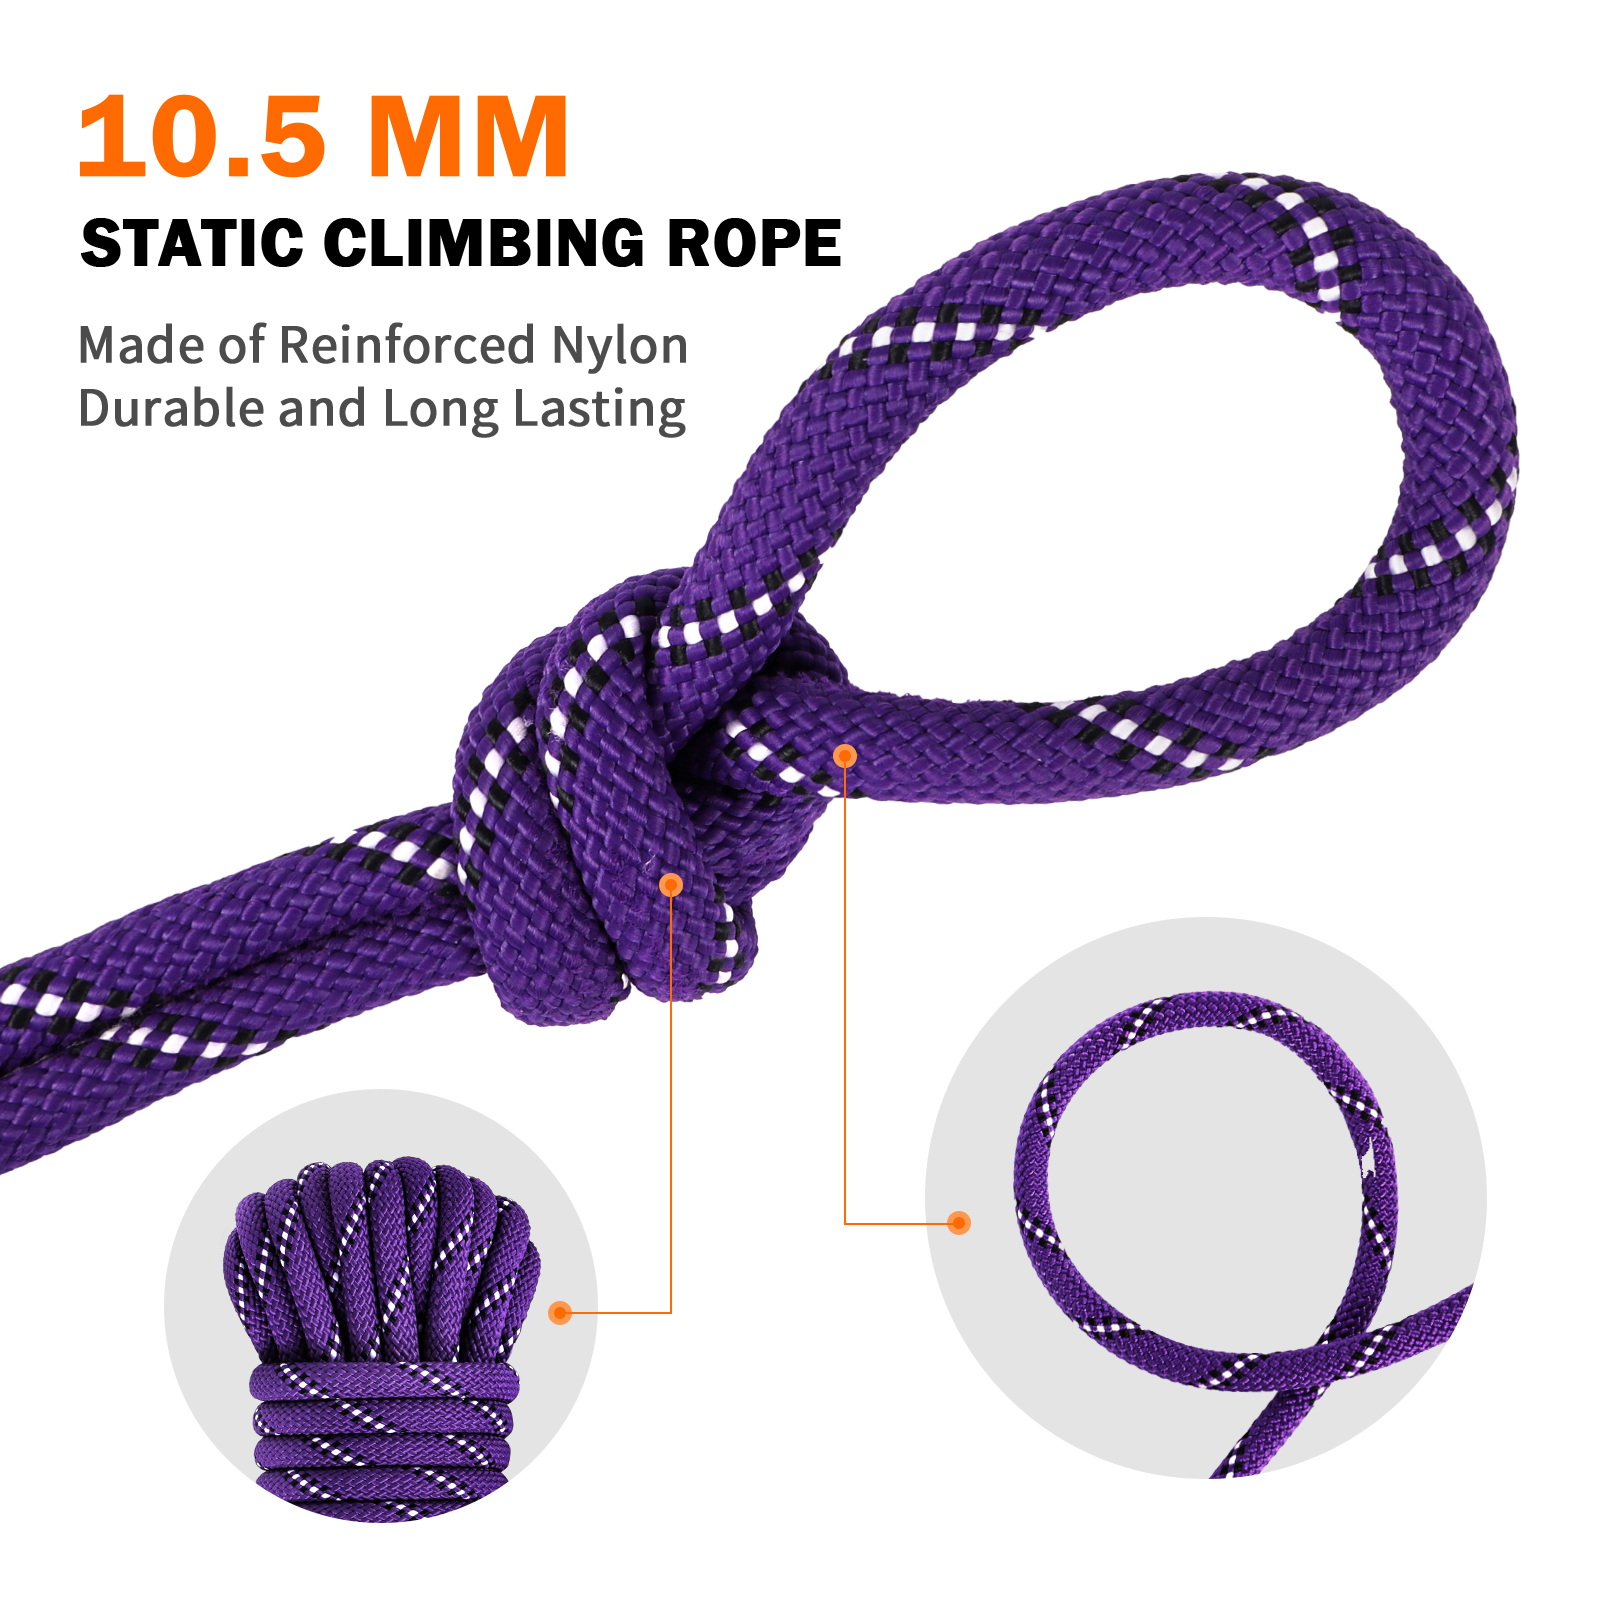 10.5 MM
STATIC CLIMBING ROPE
Made of Reinforced Nylon
Durable and Long Lasting